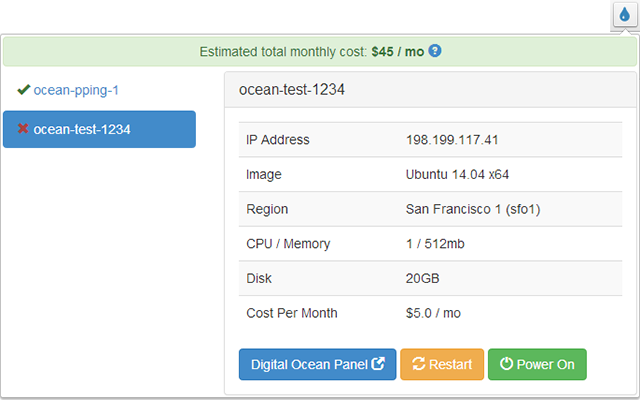 Estimated total monthly cost: $45 / mo
ocean-pping-1
ocean-test-1234
ocean-test-1234
IP Address 198.199.117.41
Image Ubuntu 14.04 x64
Region San Francisco 1 (sfo1)
CPU / Memory 1 / 512mb
Disk 20GB
Cost Per Month $5.0 / mo
Digital Ocean Panel Restart Power On